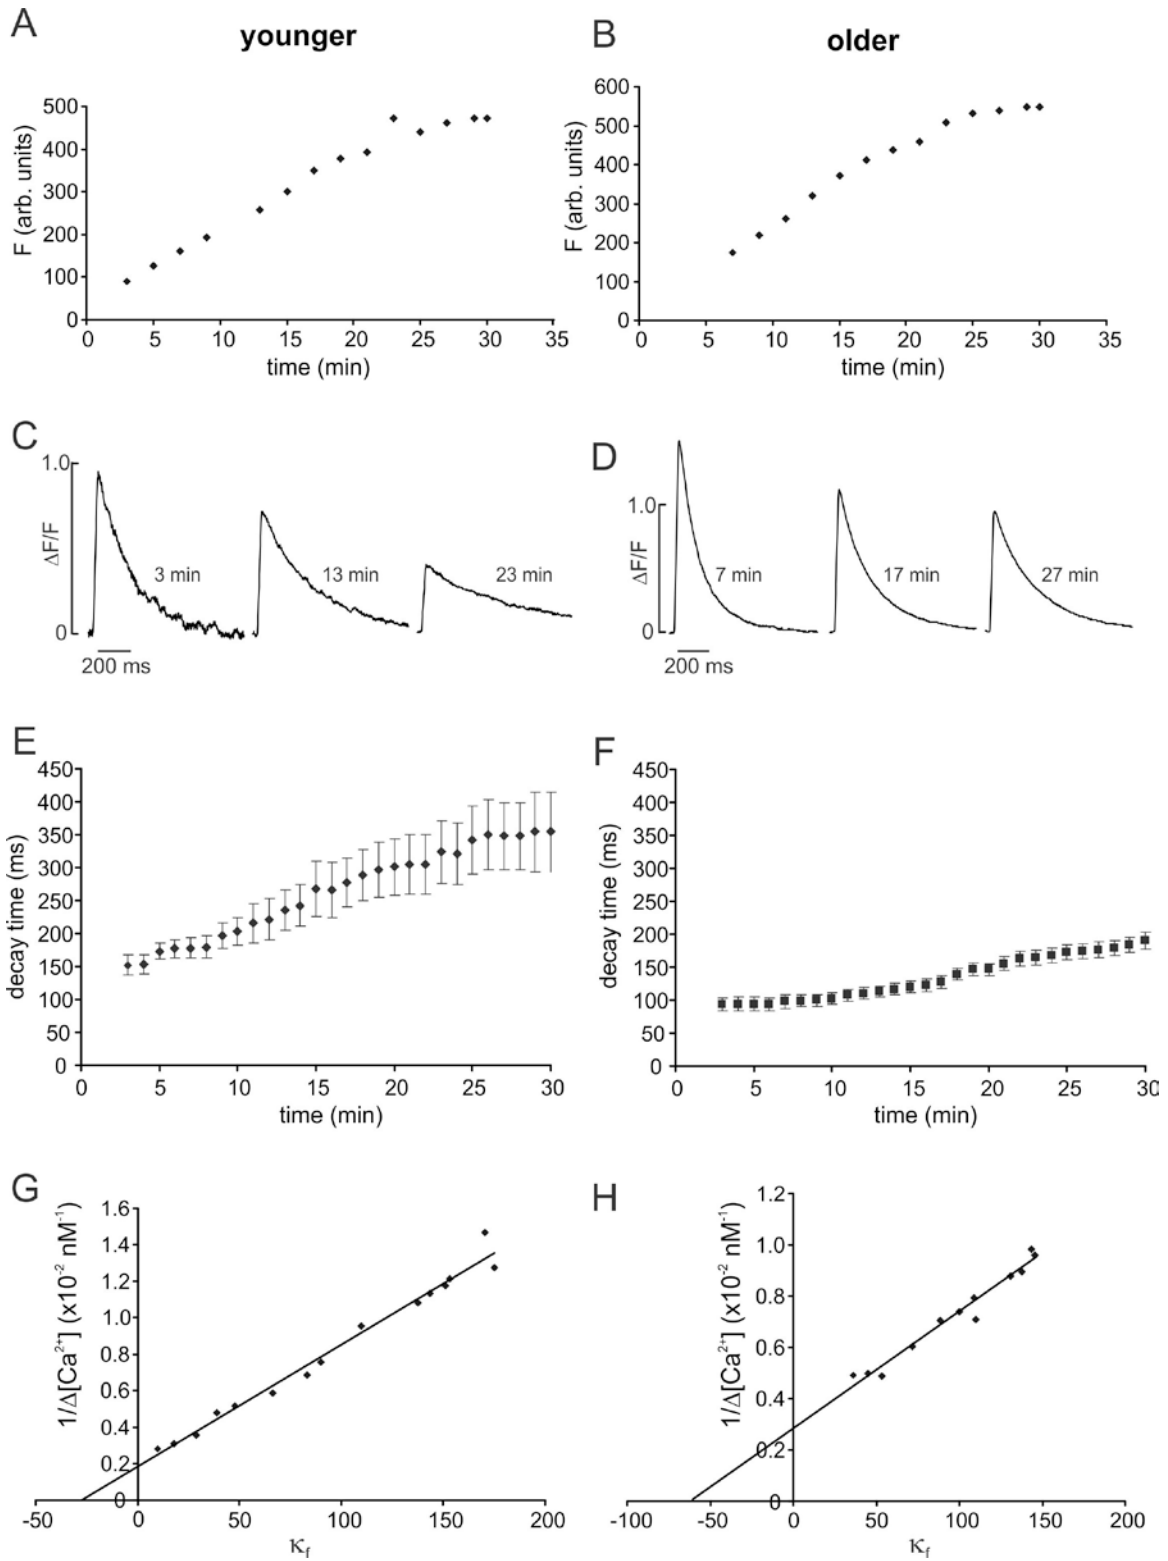 A
younger
B
older
F (arb. units)
500
400
300
200
100
0
0 5 10 15 20 25 30 35
time (min)
F (arb. units)
600
500
400
300
200
100
0
0 5 10 15 20 25 30 35
time (min)
C
ΔF/F
1.0
0
3 min
13 min
23 min
200 ms
D
ΔF/F
1.0
0
7 min
17 min
27 min
200 ms
E
decay time (ms)
450
400
350
300
250
200
150
100
50
0
0 5 10 15 20 25 30
time (min)
F
decay time (ms)
450
400
350
300
250
200
150
100
50
0
0 5 10 15 20 25 30
time (min)
G
1/Δ[Ca²⁺] (x10⁻² nM⁻¹)
1.6
1.4
1.2
1.0
0.8
0.6
0.4
0.2
0
-50 0 50 100 150 200
κf
H
1/Δ[Ca²⁺] (x10⁻² nM⁻¹)
1.2
1.0
0.8
0.6
0.4
0.2
0
-100 -50 0 50 100 150 200
κf